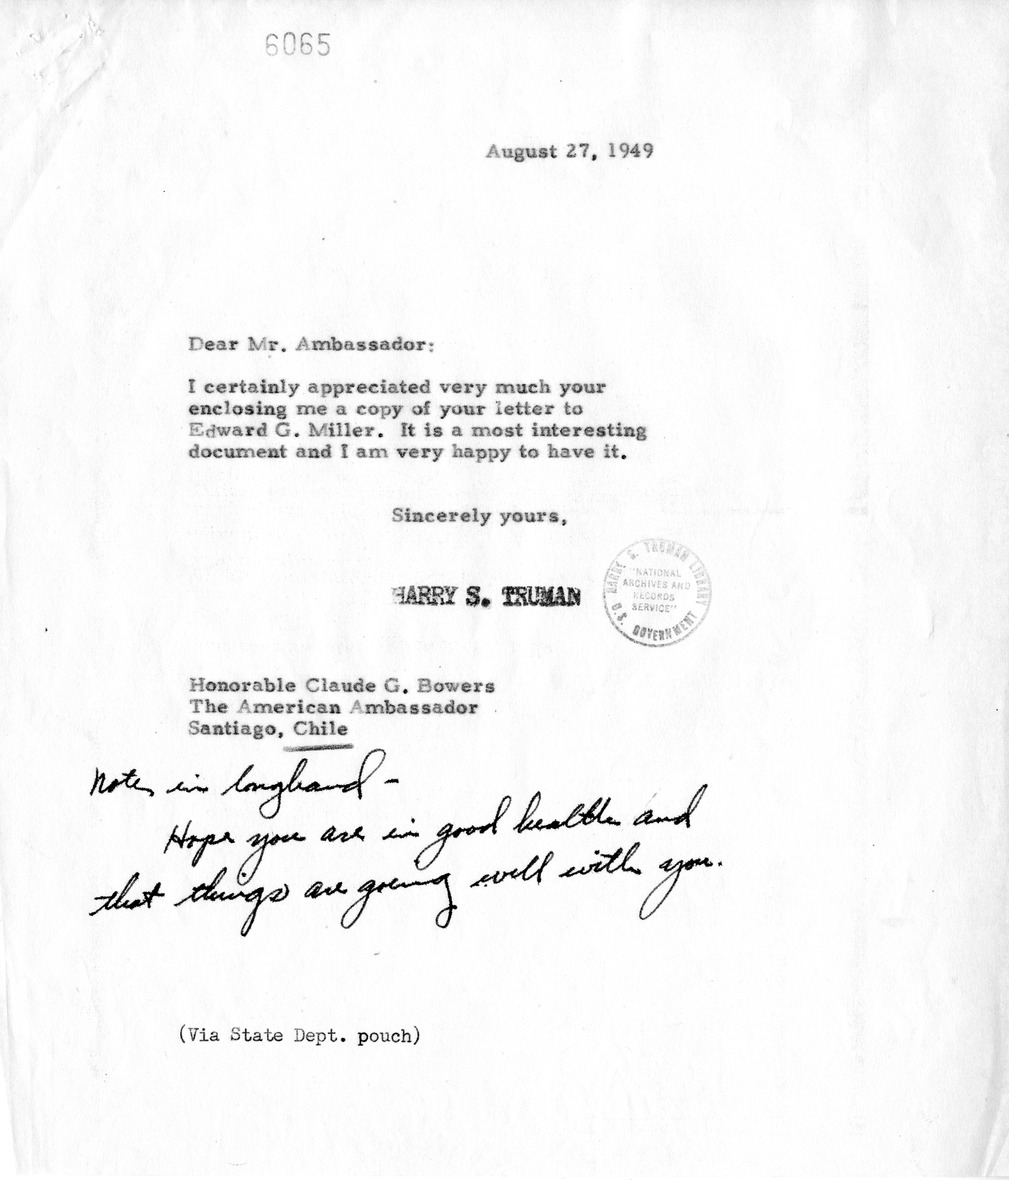 6065
August 27, 1949
Dear Mr. Ambassador:
I certainly appreciated very much your
enclosing me a copy of your letter to
Edward G. Miller. It is a most interesting
document and I am very happy to have it.
Sincerely yours,
HARRY S. TRUMAN
HARRY S. TRUMAN LIBRARY
"NATIONAL
ARCHIVES AND
RECORDS
SERVICE"
U.S. GOVERNMENT
Honorable Claude G. Bowers
The American Ambassador
Santiago, Chile
Note in longhand -
Hope you are in good health and
that things are going well with you.
(Via State Dept. pouch)